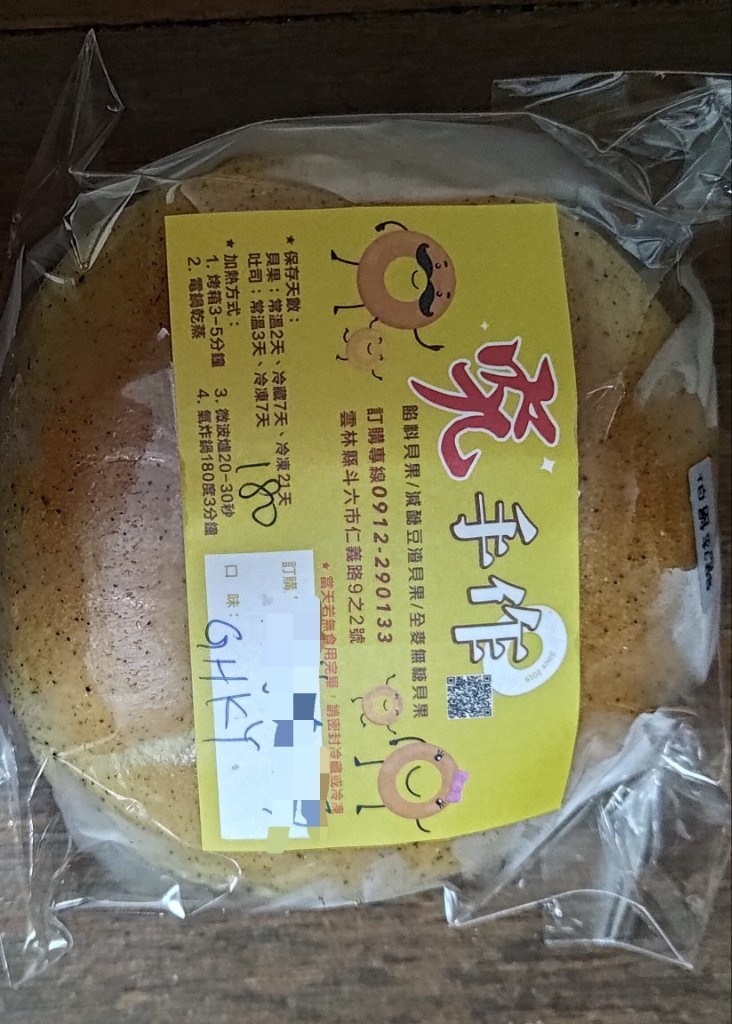 手作
Since 2019
餡料貝果/減醣豆渣貝果/全麥無糖貝果
訂購專線0912-290133
雲林縣斗六市仁義路9之2號
★當天若無食用完畢，請密封冷藏或冷凍
★保存天數：
貝果：常溫2天、冷藏7天、冷凍21天
吐司：常溫3天、冷凍7天
180
★加熱方式：
1. 烤箱3-5分鐘 3. 微波爐20-30秒
2. 電鍋乾蒸 4. 氣炸鍋180度3分鐘
訂購
口味：GHKY.